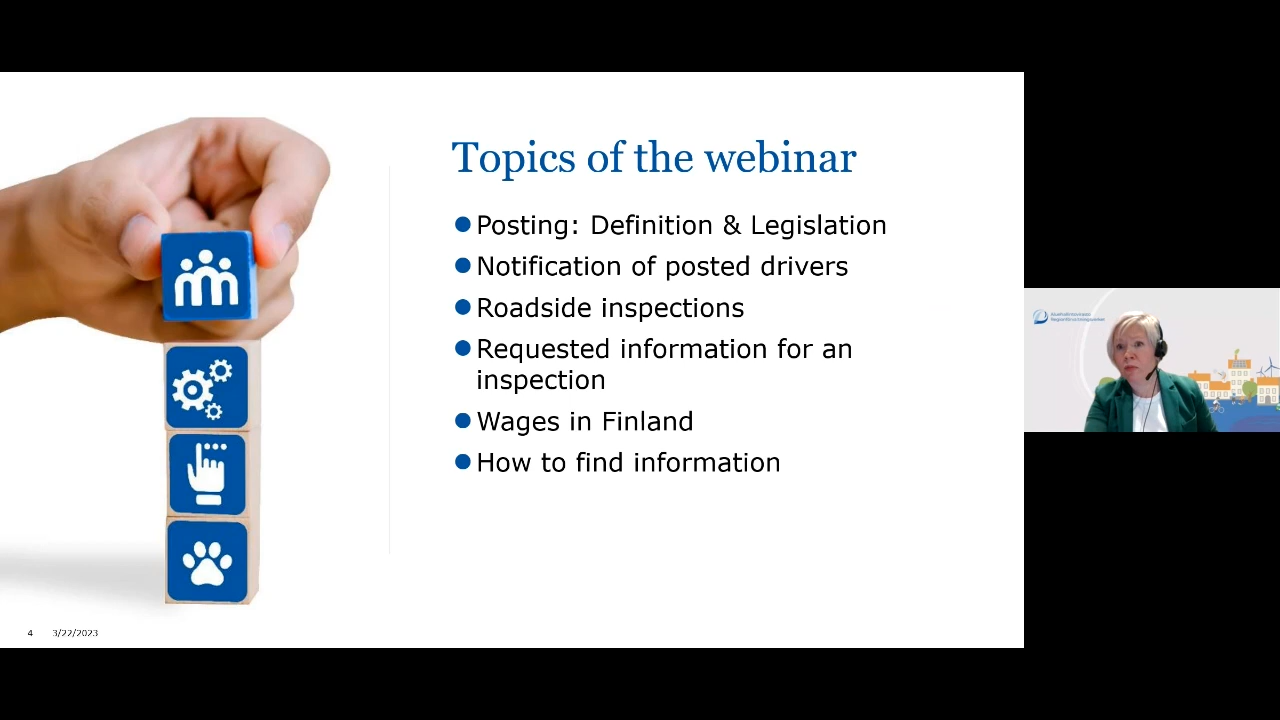 Topics of the webinar
Posting: Definition & Legislation
Notification of posted drivers
Roadside inspections
Requested information for an
inspection
Wages in Finland
How to find information
4 3/22/2023